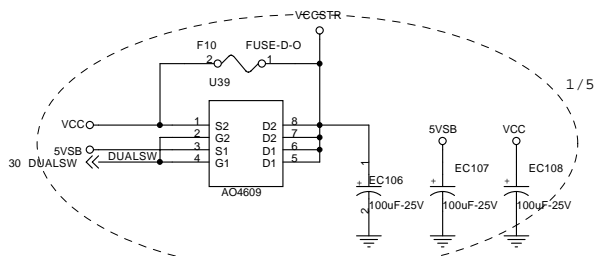 VCCSTR
F10 FUSE-D-O
2 1
U39
1/5
VCC 1 S2 D2 8
2 G2 D2 7
5VSB 3 S1 D1 6
30 DUALSW DUALSW 4 G1 D1 5
AO4609
5VSB VCC
1
EC106 EC107 EC108
+ + +
100uF-25V 100uF-25V 100uF-25V
2